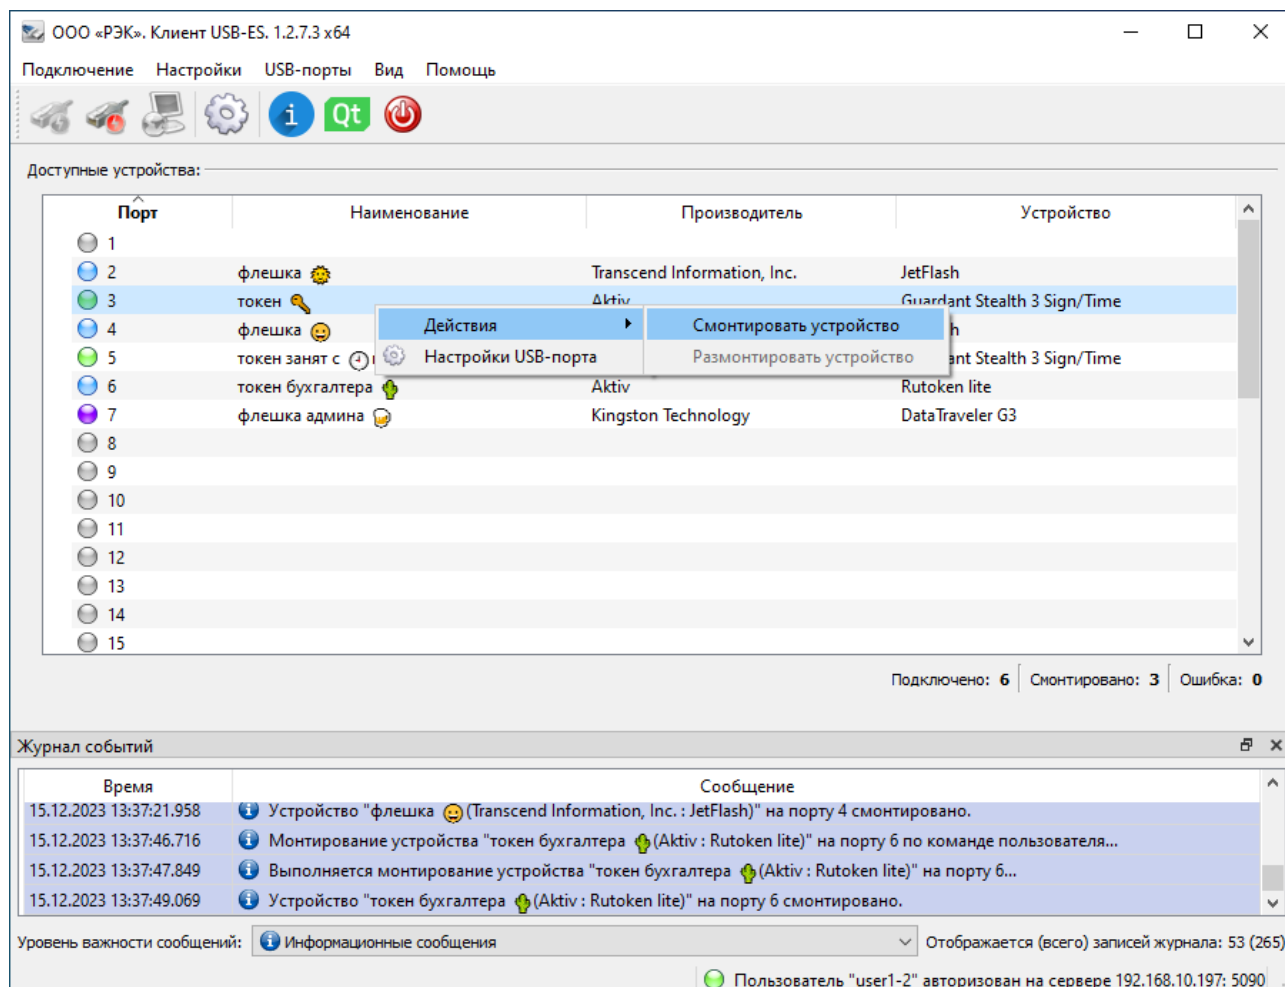 ООО «РЭК». Клиент USB-ES. 1.2.7.3 x64
Подключение Настройки USB-порты Вид Помощь
i Qt
Доступные устройства:
Порт Наименование Производитель Устройство
1
2 флешка Transcend Information, Inc. JetFlash
3 токен Aktiv Guardant Stealth 3 Sign/Time
Действия Смонтировать устройство
4 флешка
5 токен занят с
Настройки USB-порта Размонтировать устройство
Stealth 3 Sign/Time
6 токен бухгалтера Aktiv Rutoken lite
7 флешка админа Kingston Technology DataTraveler G3
8
9
10
11
12
13
14
15
Подключено: 6 Смонтировано: 3 Ошибка: 0
Журнал событий
Время Сообщение
15.12.2023 13:37:21.958 Устройство "флешка (Transcend Information, Inc. : JetFlash)" на порту 4 смонтировано.
15.12.2023 13:37:46.716 Монтирование устройства "токен бухгалтера (Aktiv : Rutoken lite)" на порту 6 по команде пользователя...
15.12.2023 13:37:47.849 Выполняется монтирование устройства "токен бухгалтера (Aktiv : Rutoken lite)" на порту 6...
15.12.2023 13:37:49.069 Устройство "токен бухгалтера (Aktiv : Rutoken lite)" на порту 6 смонтировано.
Уровень важности сообщений: Информационные сообщения Отображается (всего) записей журнала: 53 (265)
Пользователь "user1-2" авторизован на сервере 192.168.10.197: 5090